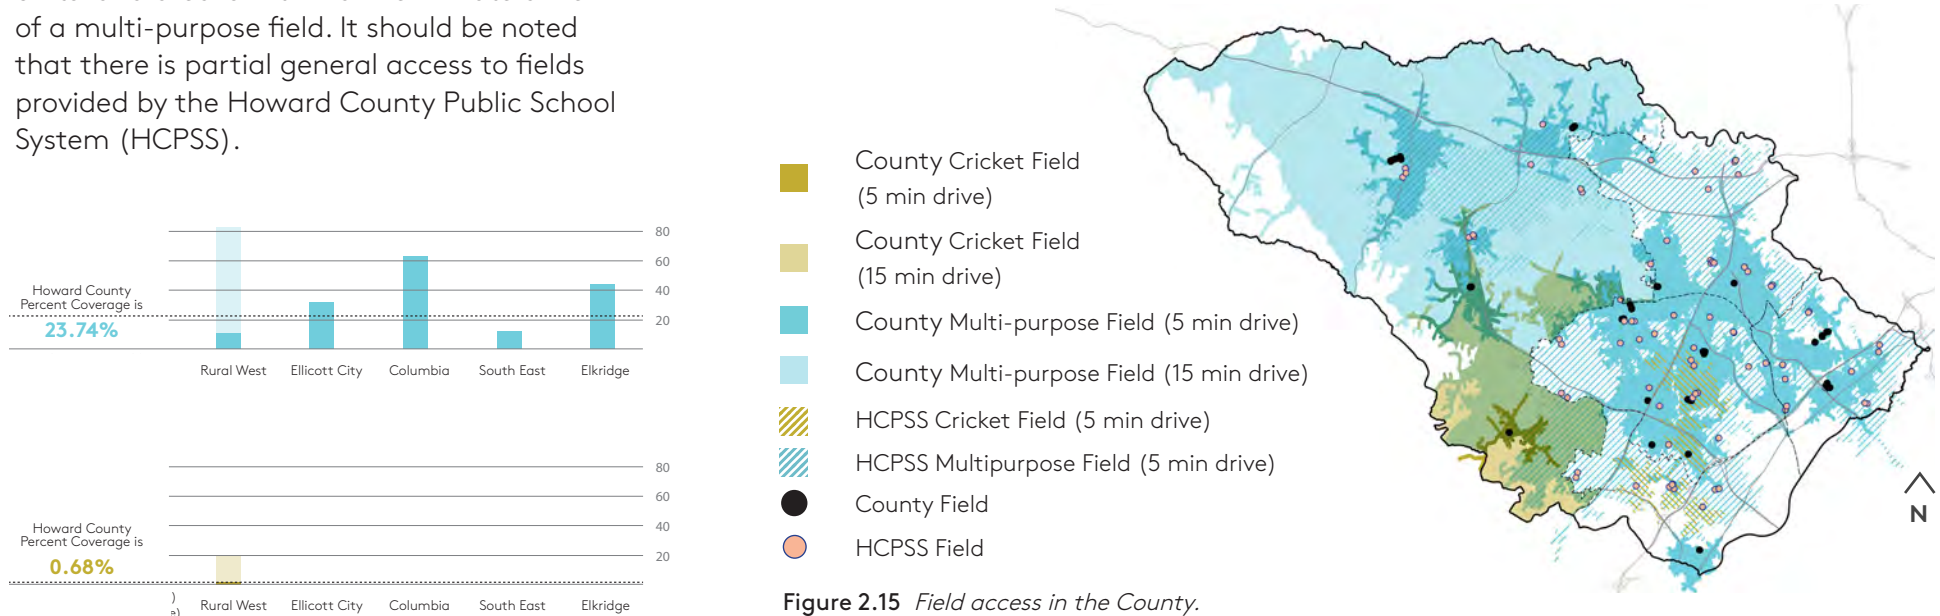 of a multi-purpose field. It should be noted
that there is partial general access to fields
provided by the Howard County Public School
System (HCPSS).
80
60
40
20
Howard County
Percent Coverage is
23.74%
Rural West
Ellicott City
Columbia
South East
Elkridge
80
60
40
20
Howard County
Percent Coverage is
0.68%
)
e)
Rural West
Ellicott City
Columbia
South East
Elkridge
County Cricket Field
(5 min drive)
County Cricket Field
(15 min drive)
County Multi-purpose Field (5 min drive)
County Multi-purpose Field (15 min drive)
HCPSS Cricket Field (5 min drive)
HCPSS Multipurpose Field (5 min drive)
County Field
HCPSS Field
Figure 2.15 Field access in the County.
N